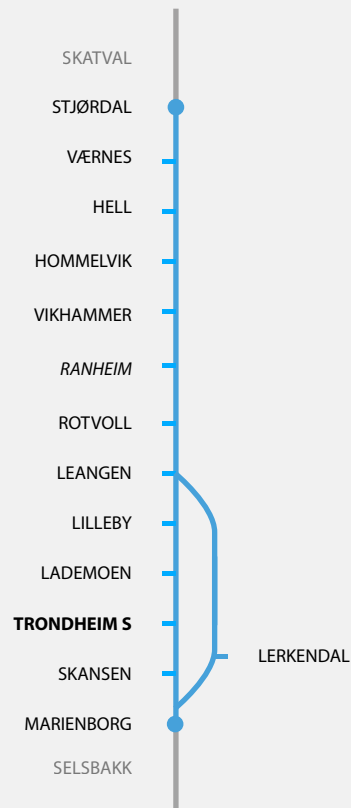 SKATVAL
STJØRDAL
VÆRNES
HELL
HOMMELVIK
VIKHAMMER
RANHEIM
ROTVOLL
LEANGEN
LILLEBY
LADEMOEN
TRONDHEIM S
LERKENDAL
SKANSEN
MARIENBORG
SELSBAKK